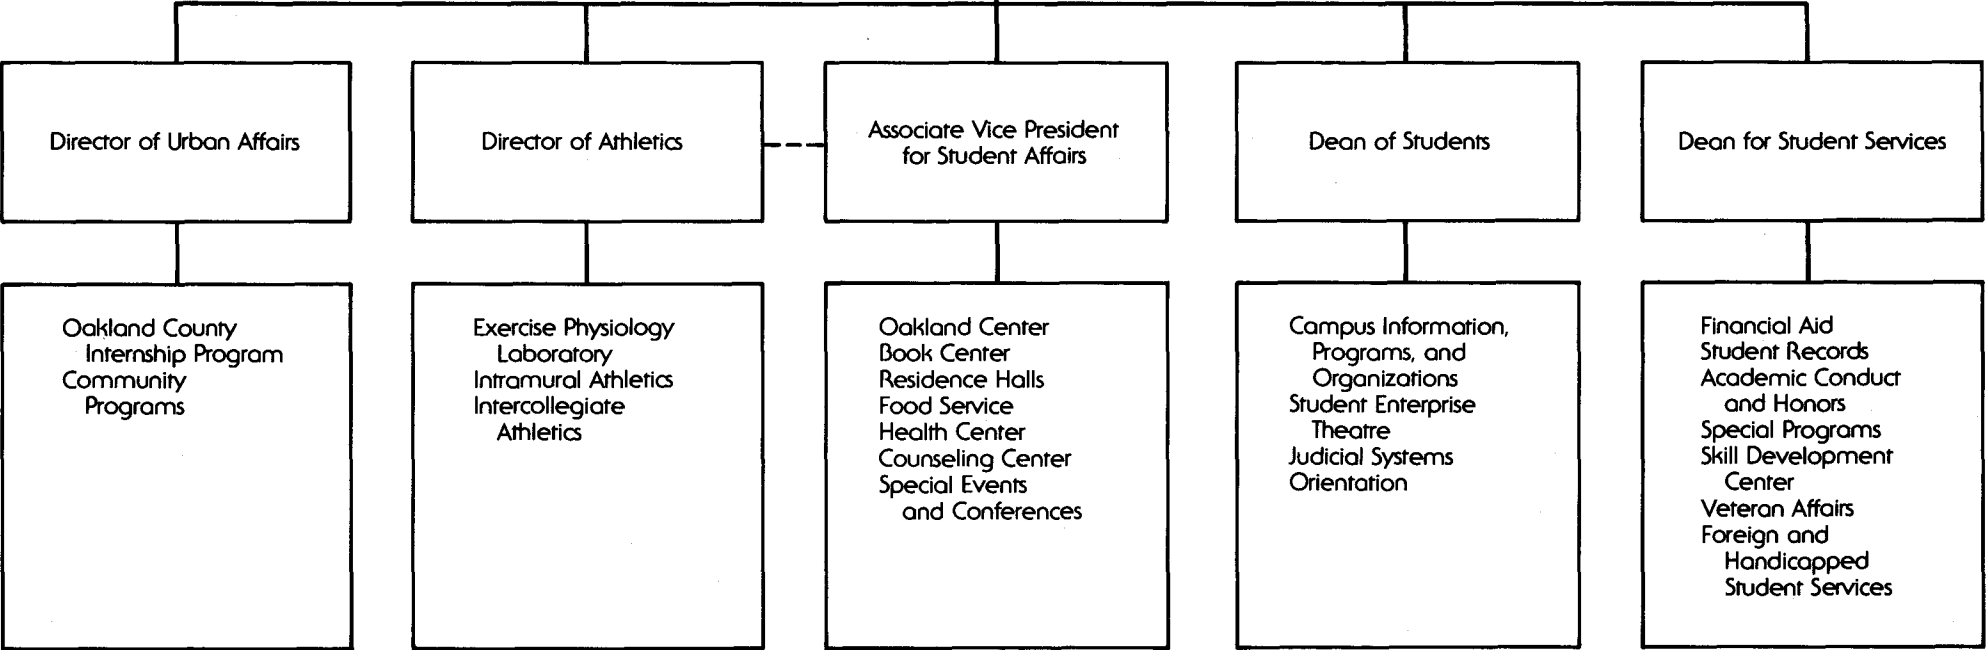 Director of Urban Affairs
Director of Athletics
Associate Vice President
for Student Affairs
Dean of Students
Dean for Student Services
Oakland County
Internship Program
Community
Programs
Exercise Physiology
Laboratory
Intramural Athletics
Intercollegiate
Athletics
Oakland Center
Book Center
Residence Halls
Food Service
Health Center
Counseling Center
Special Events
and Conferences
Campus Information,
Programs, and
Organizations
Student Enterprise
Theatre
Judicial Systems
Orientation
Financial Aid
Student Records
Academic Conduct
and Honors
Special Programs
Skill Development
Center
Veteran Affairs
Foreign and
Handicapped
Student Services